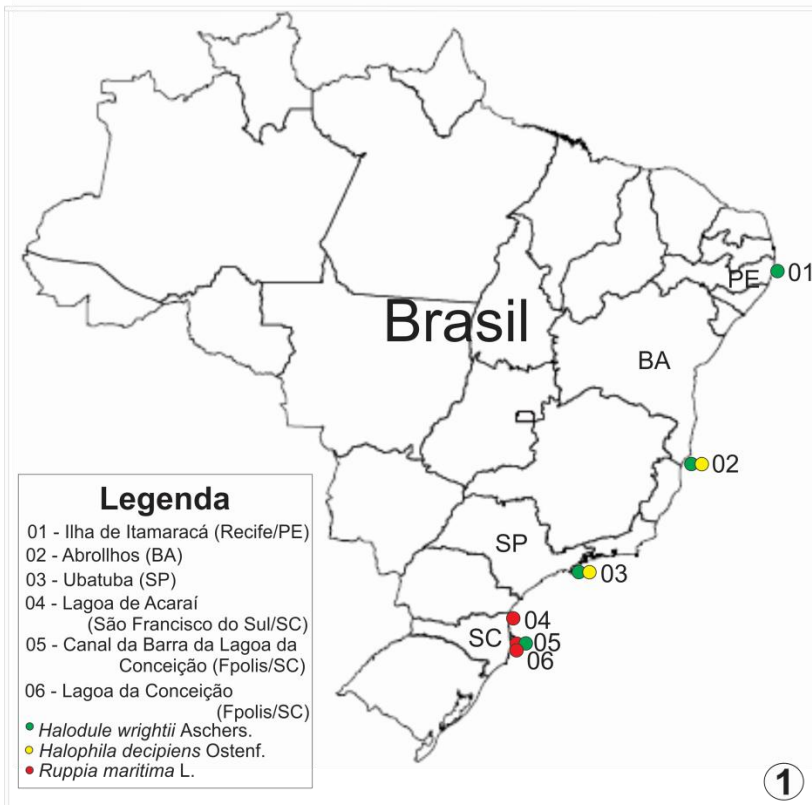 Brasil
PE
01
BA
02
SP
03
04
SC
05
06
Legenda
01 - Ilha de Itamaracá (Recife/PE)
02 - Abrollhos (BA)
03 - Ubatuba (SP)
04 - Lagoa de Acaraí
(São Francisco do Sul/SC)
05 - Canal da Barra da Lagoa da
Conceição (Fpolis/SC)
06 - Lagoa da Conceição
(Fpolis/SC)
Halodule wrightii Aschers.
Halophila decipiens Ostenf.
Ruppia maritima L.
1